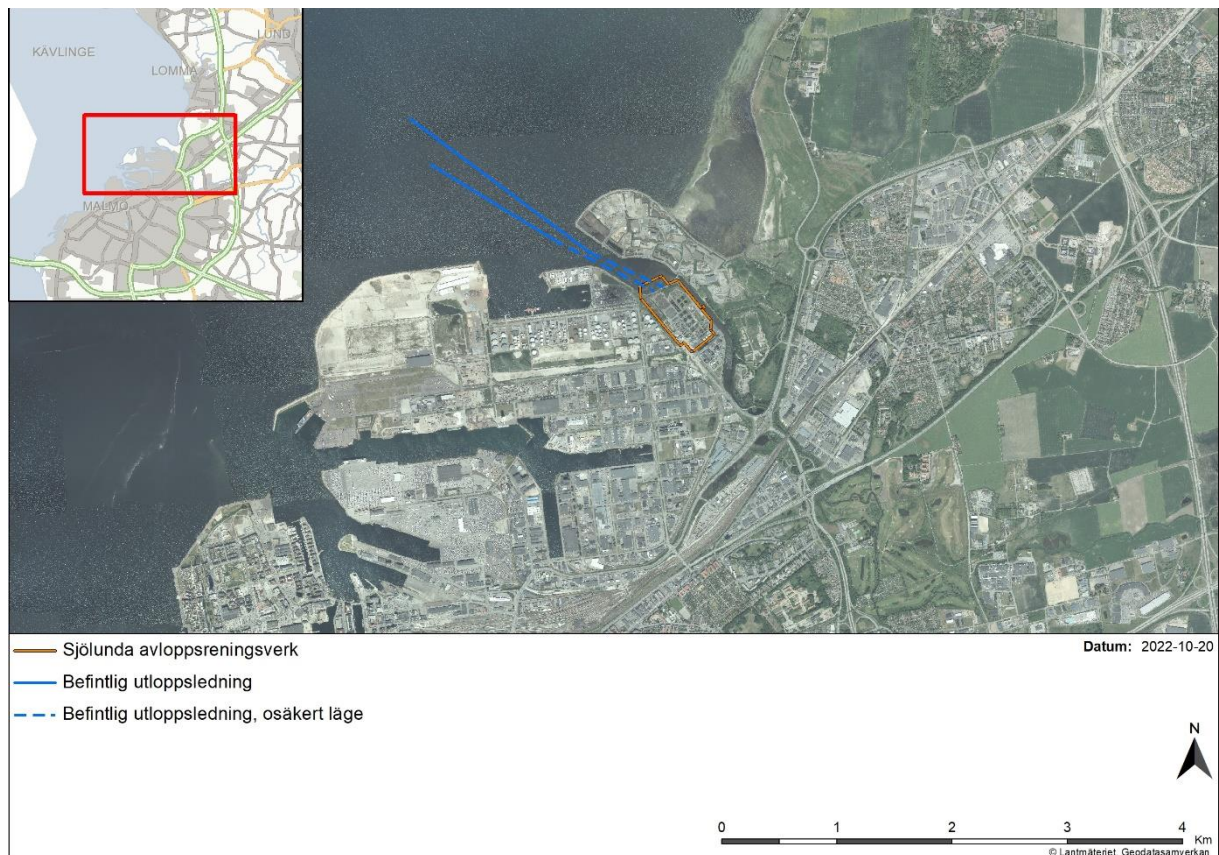 KÄVLINGE
LUND
LOMMA
MALMÖ
Sjölunda avloppsreningsverk
Datum: 2022-10-20
Befintlig utloppsledning
Befintlig utloppsledning, osäkert läge
N
0 1 2 3 4
Km
© Lantmäteriet, Geodatasamverkan